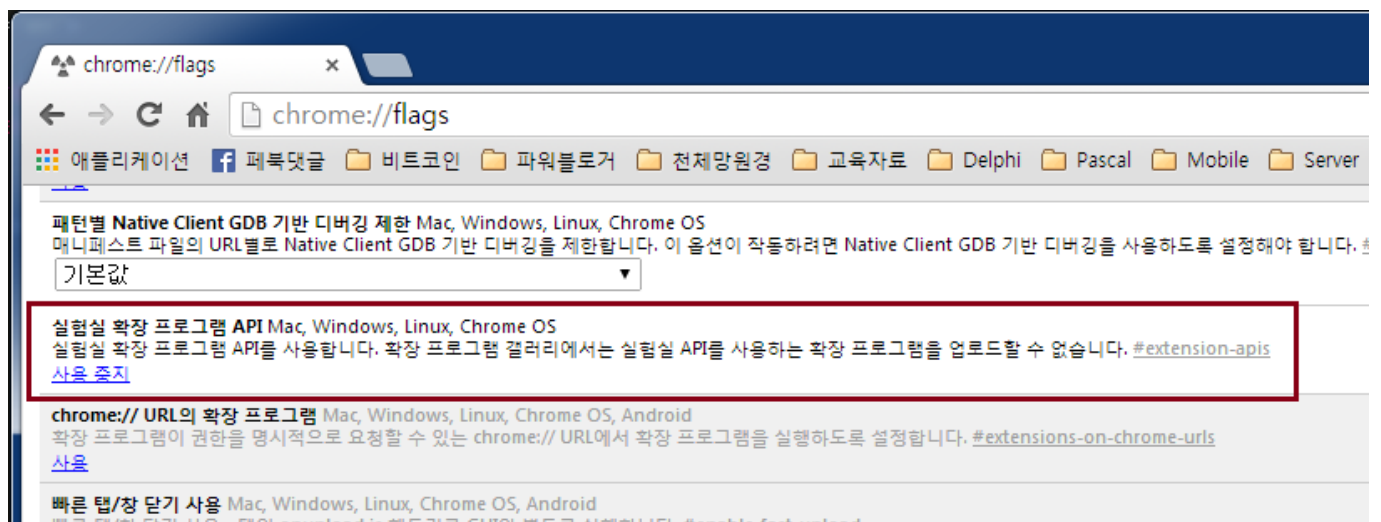 chrome://flags
chrome://flags
애플리케이션 페북댓글 비트코인 파워블로거 천체망원경 교육자료 Delphi Pascal Mobile Server
패턴별 Native Client GDB 기반 디버깅 제한 Mac, Windows, Linux, Chrome OS
매니페스트 파일의 URL별로 Native Client GDB 기반 디버깅을 제한합니다. 이 옵션이 작동하려면 Native Client GDB 기반 디버깅을 사용하도록 설정해야 합니다. #
기본값
실험실 확장 프로그램 API Mac, Windows, Linux, Chrome OS
실험실 확장 프로그램 API를 사용합니다. 확장 프로그램 갤러리에서는 실험실 API를 사용하는 확장 프로그램을 업로드할 수 없습니다. #extension-apis
사용 중지
chrome:// URL의 확장 프로그램 Mac, Windows, Linux, Chrome OS, Android
확장 프로그램이 권한을 명시적으로 요청할 수 있는 chrome:// URL에서 확장 프로그램을 실행하도록 설정합니다. #extensions-on-chrome-urls
사용
빠른 탭/창 닫기 사용 Mac, Windows, Linux, Chrome OS, Android